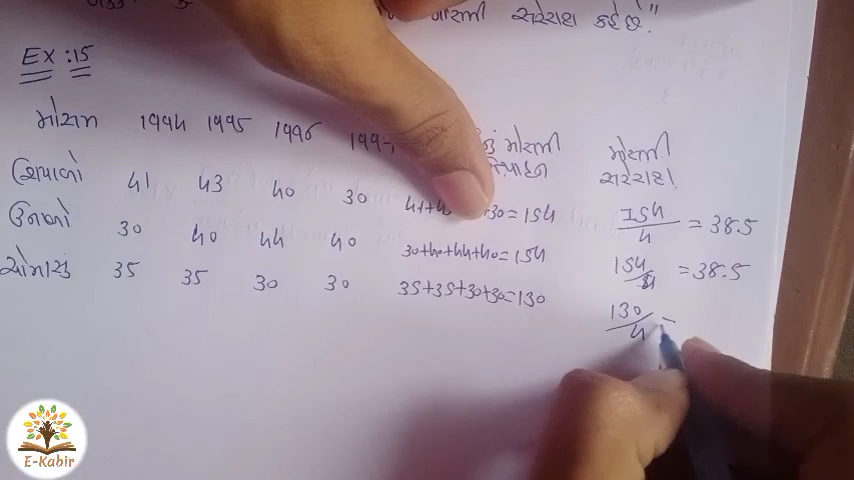 મોસમી સરેરાશ કહે છે."
EX : 15
મોસમ 1994 1995 1996 199 મોસમી મોસમી
સરેરાશ
શિયાળો 41 43 40 30 41+ 30=154 154/4 = 38.5
ઉનાળો 30 40 44 40 30+40+44+40=154 154/4 = 38.5
ચોમાસું 35 35 30 30 35+35+30+30=130 130/4 =
E-Kabir